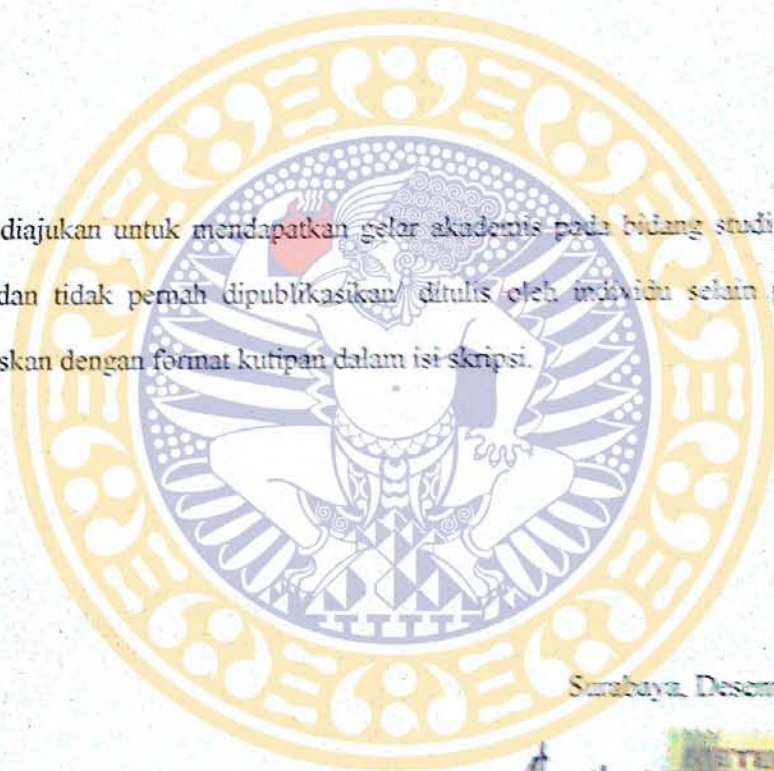 diajukan untuk mendapatkan gelar akademis pada bidang studi
dan tidak pernah dipublikasikan/ ditulis oleh individu selain
skan dengan format kutipan dalam isi skripsi.
Surabaya, Desem
METE